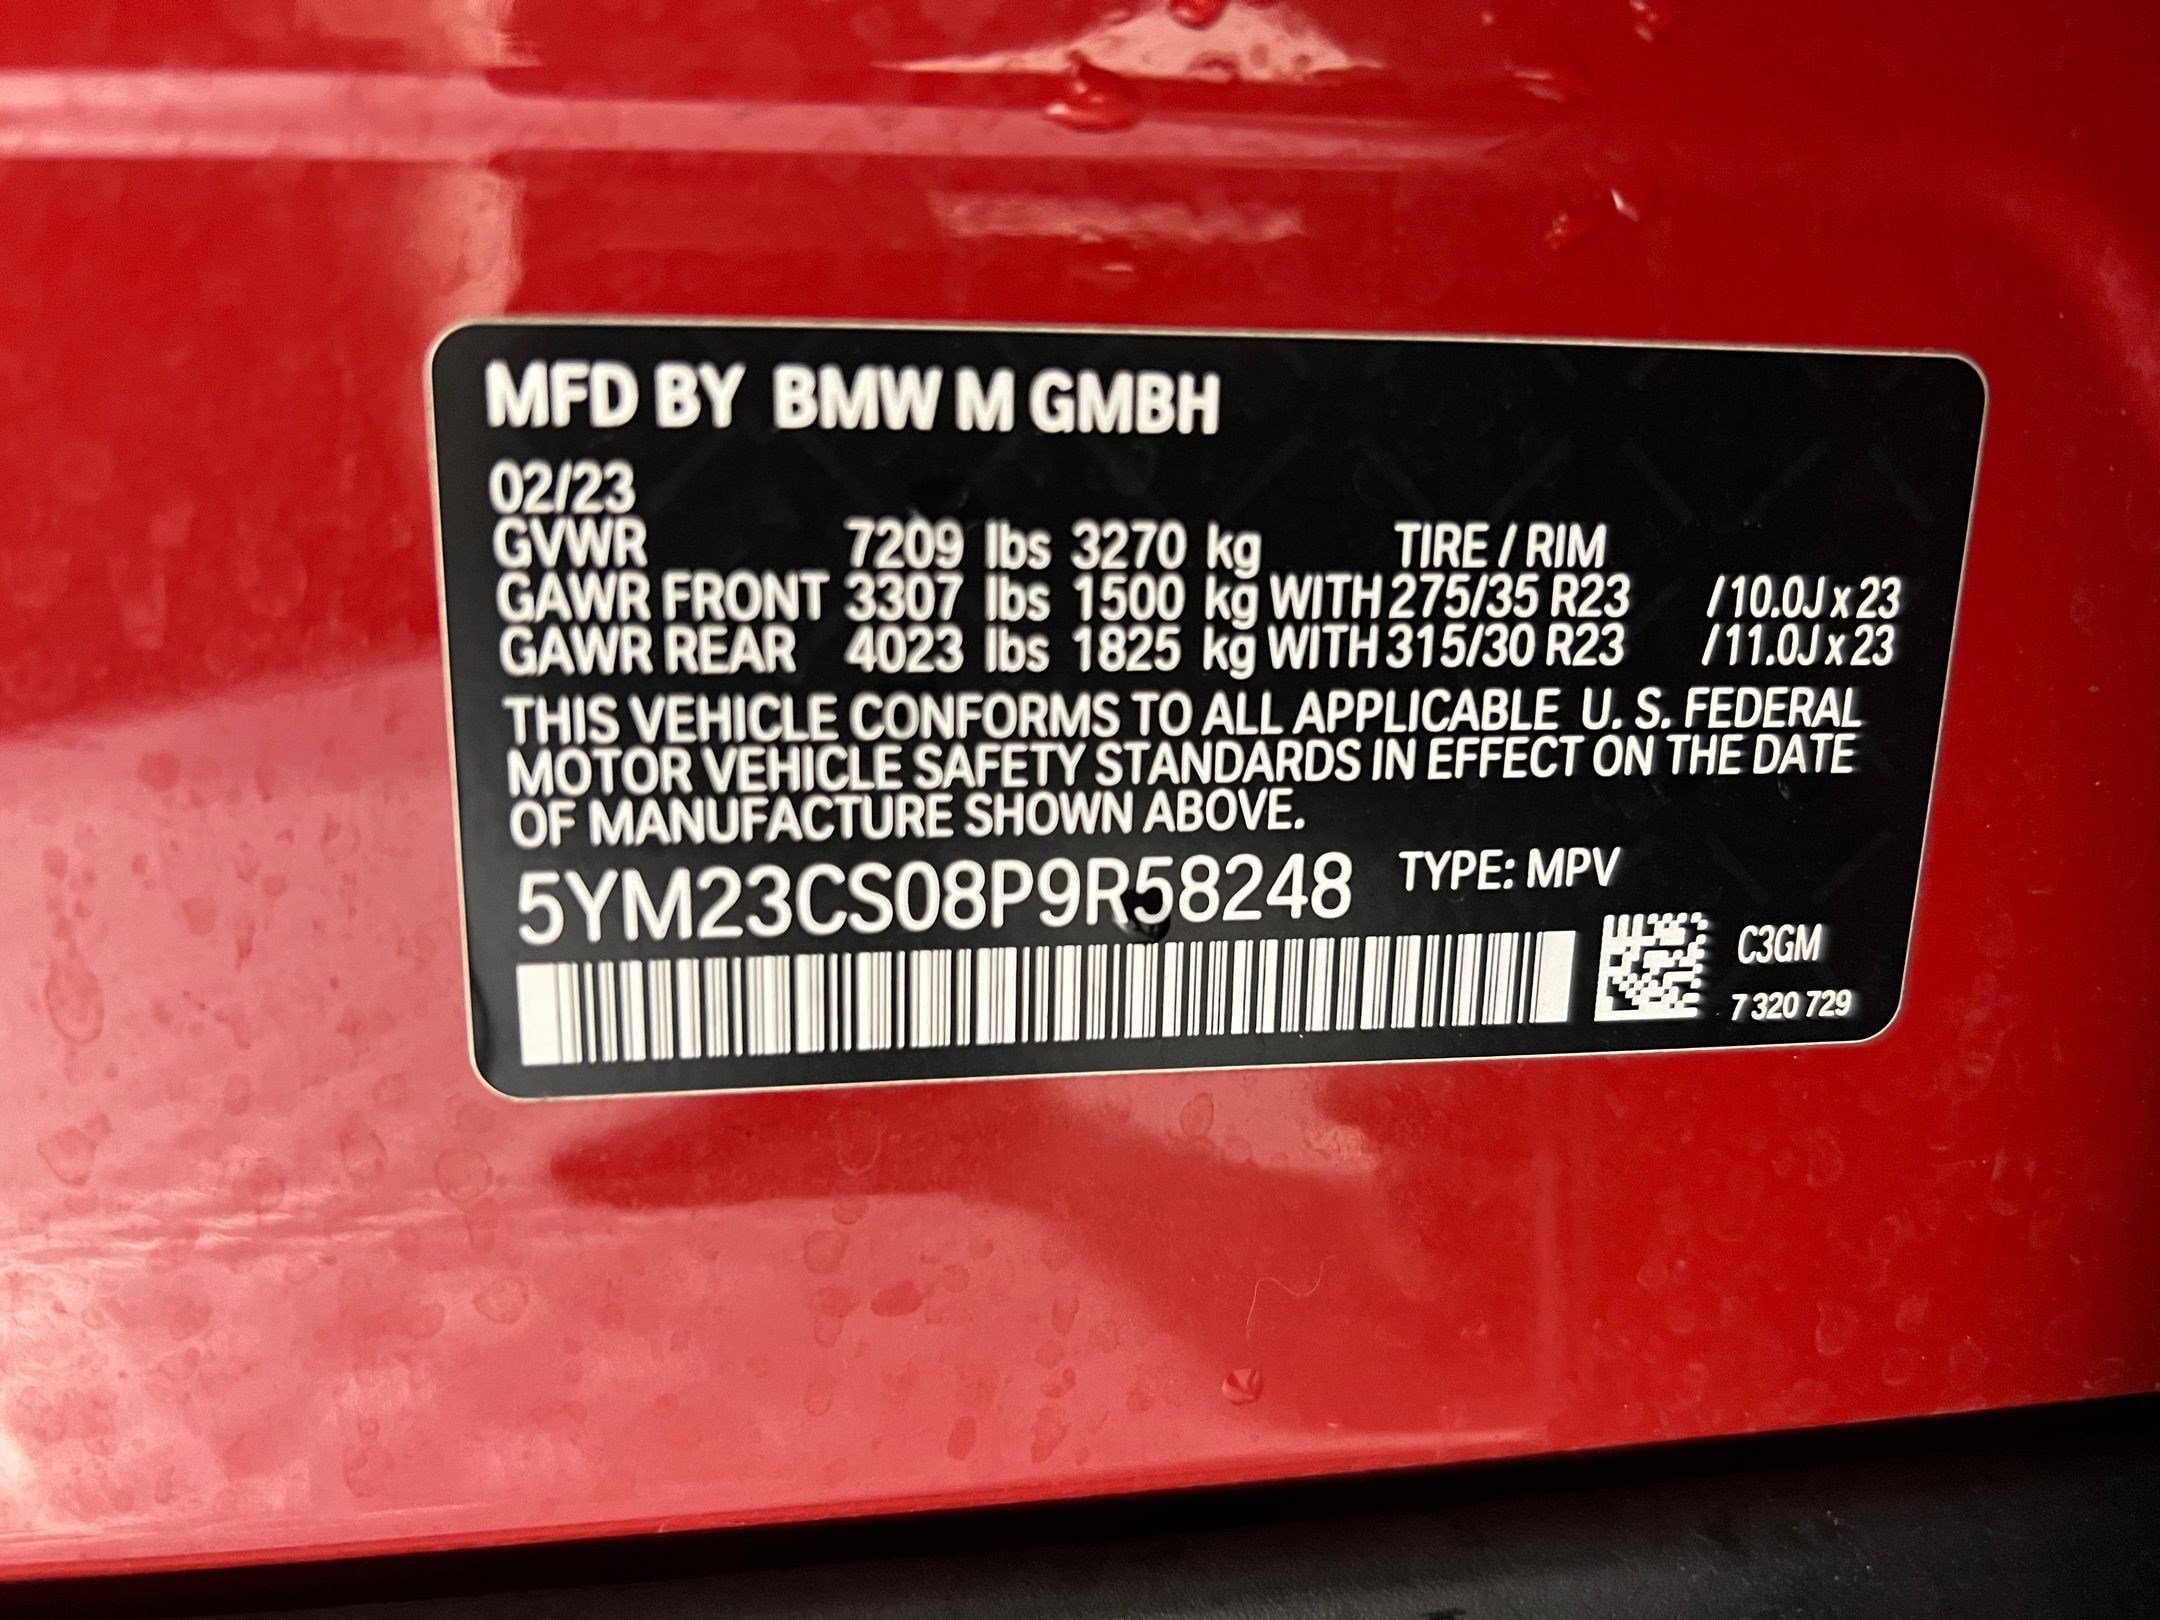 MFD BY BMW M GMBH
02/23
GVWR 7209 lbs 3270 kg TIRE / RIM
GAWR FRONT 3307 lbs 1500 kg WITH 275/35 R23 / 10.0J x 23
GAWR REAR 4023 lbs 1825 kg WITH 315/30 R23 / 11.0J x 23
THIS VEHICLE CONFORMS TO ALL APPLICABLE U. S. FEDERAL
MOTOR VEHICLE SAFETY STANDARDS IN EFFECT ON THE DATE
OF MANUFACTURE SHOWN ABOVE.
5YM23CS08P9R58248 TYPE: MPV
C3GM
7 320 729